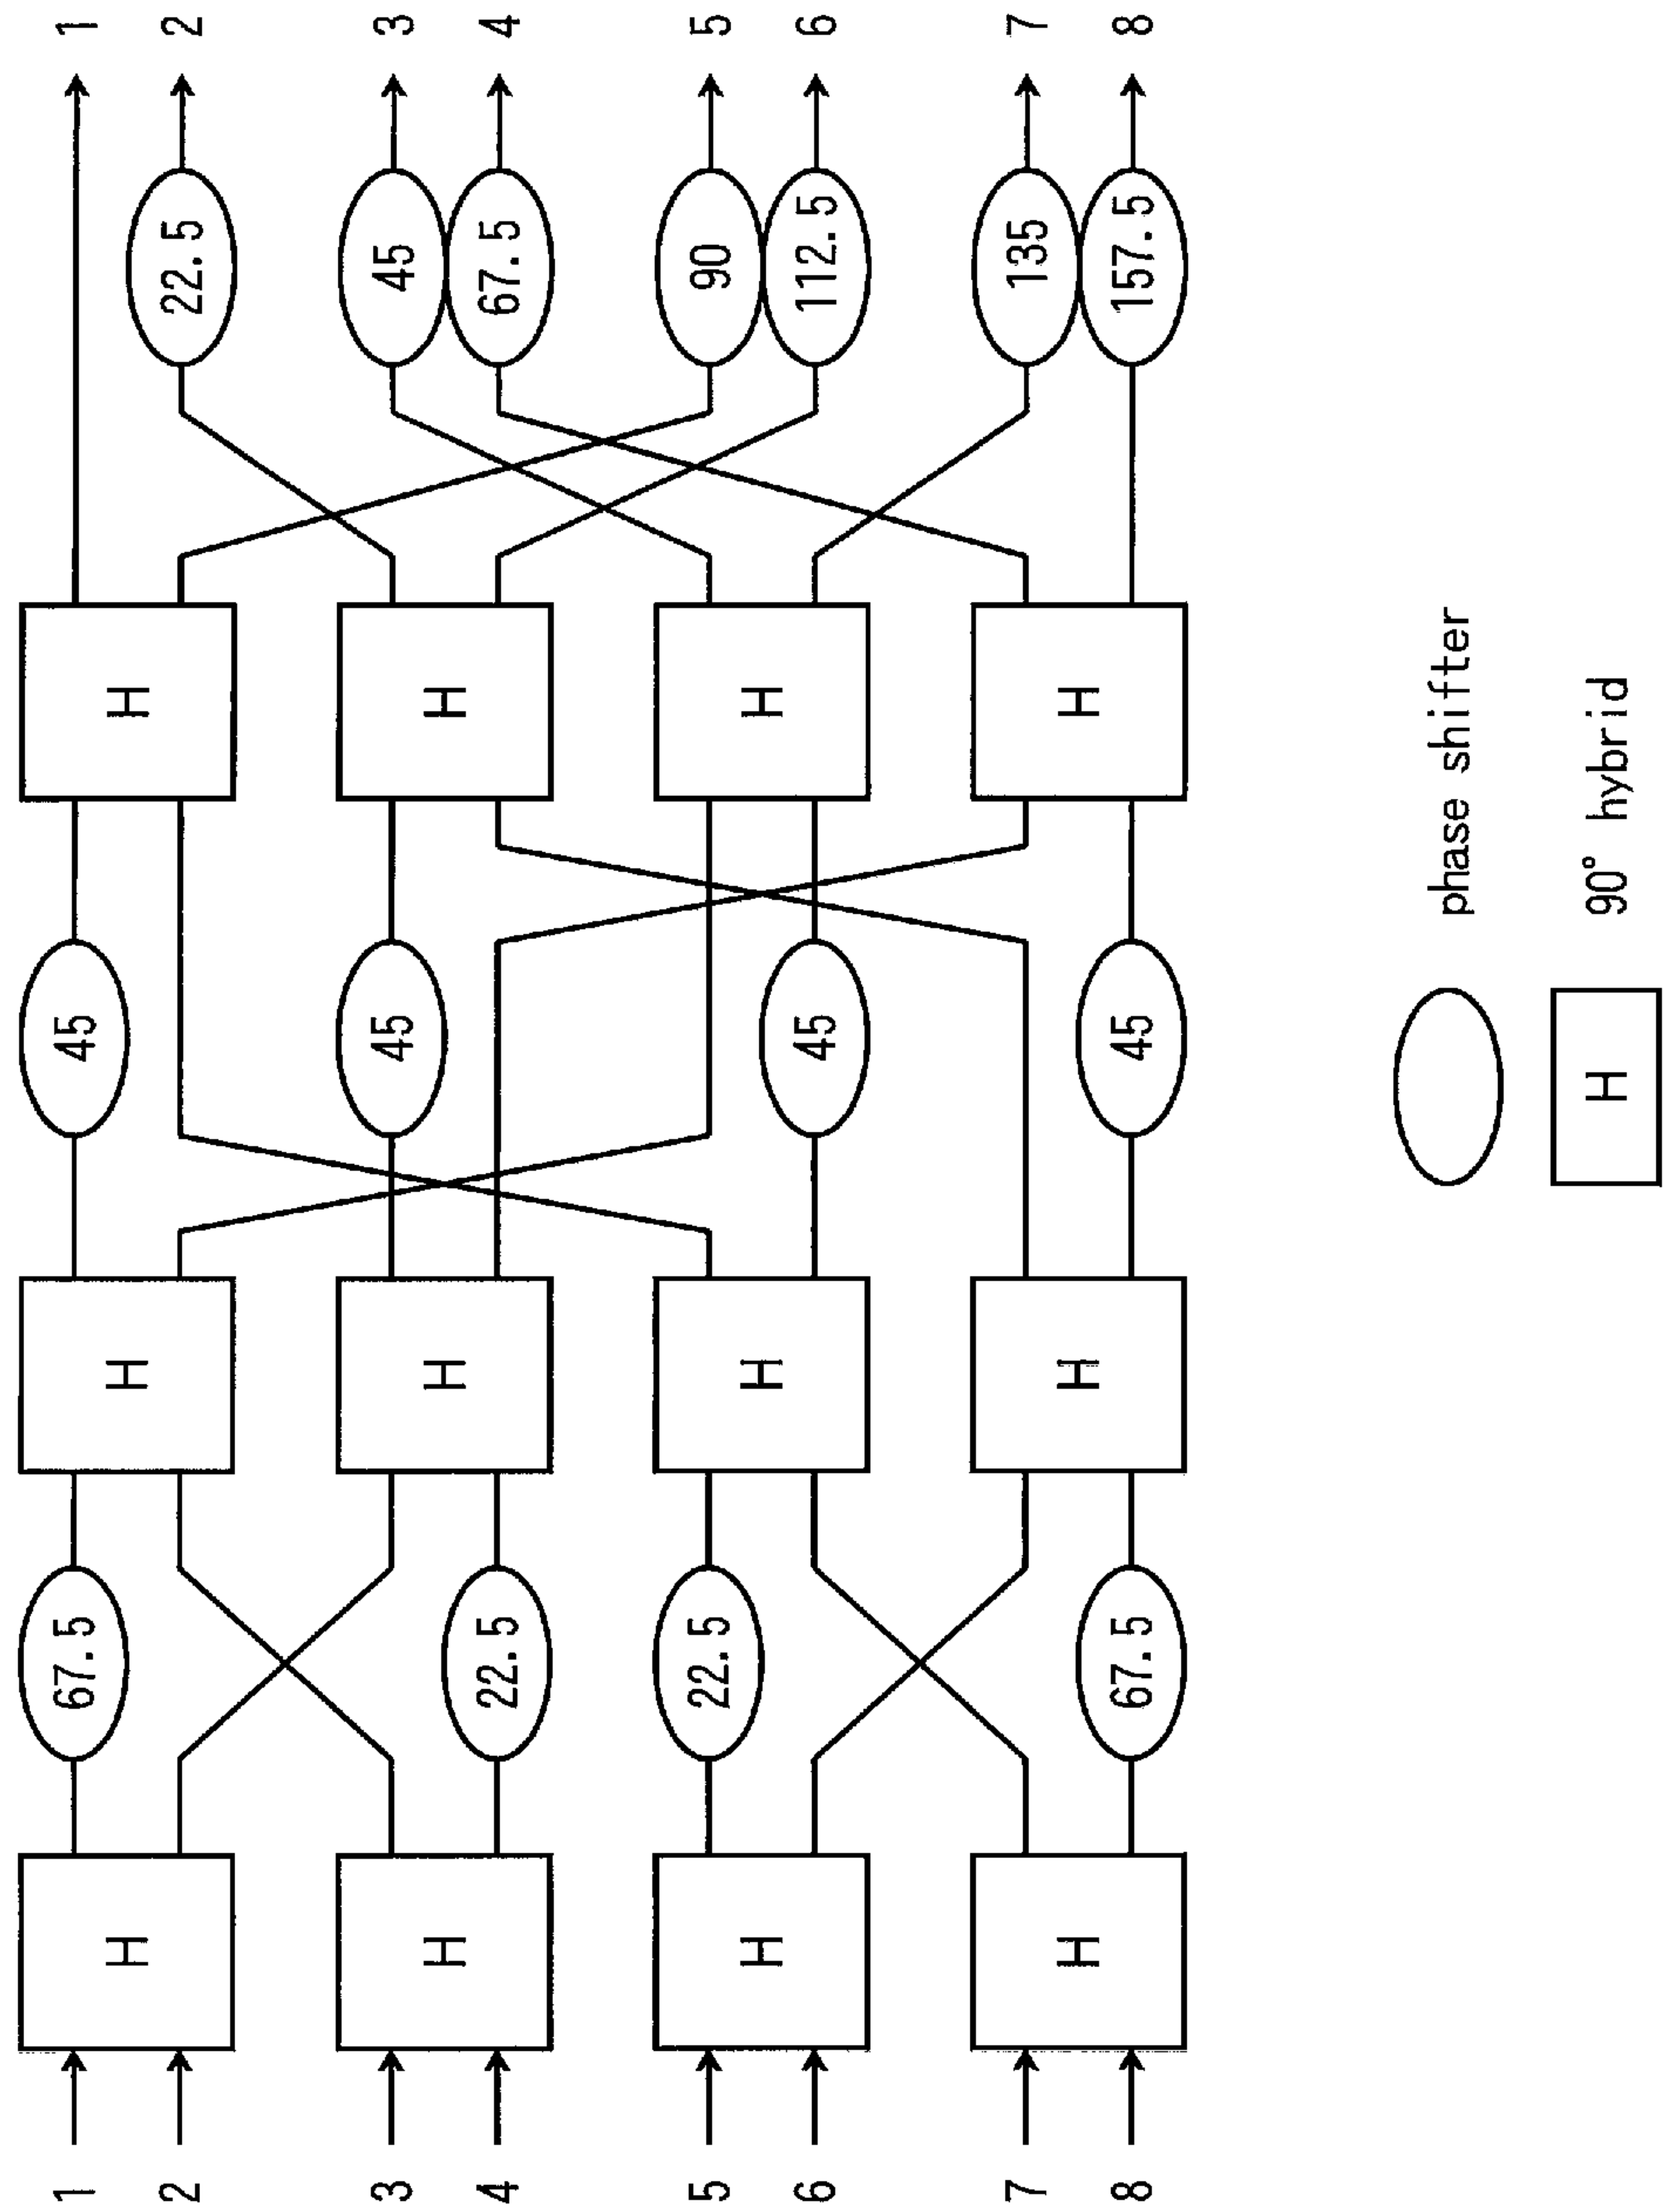 1 2 3 4 5 6 7 8
22.5 45 67.5 90 112.5 135 157.5
H H H H
45 45 45 45
H H H H
67.5 22.5 22.5 67.5
H H H H
1 2 3 4 5 6 7 8
phase shifter
H 90° hybrid